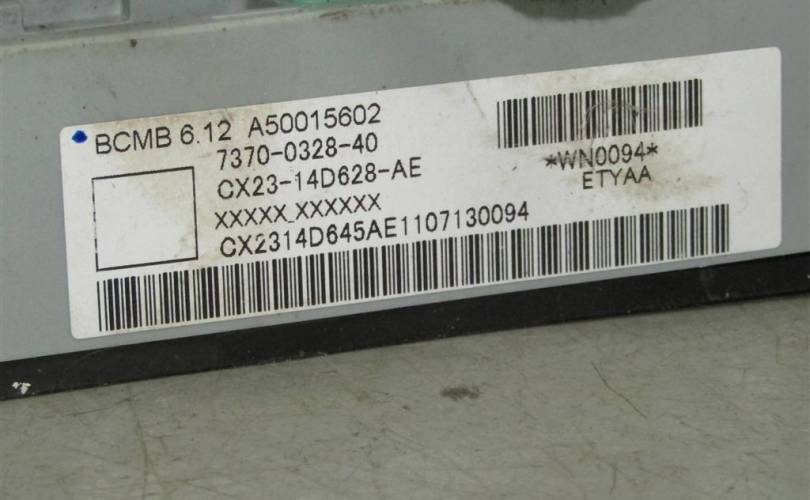 BCMB 6.12 A50015602
7370-0328-40
CX23-14D628-AE
XXXXX_XXXXXX
CX2314D645AE1107130094
*WN0094*
ETYAA